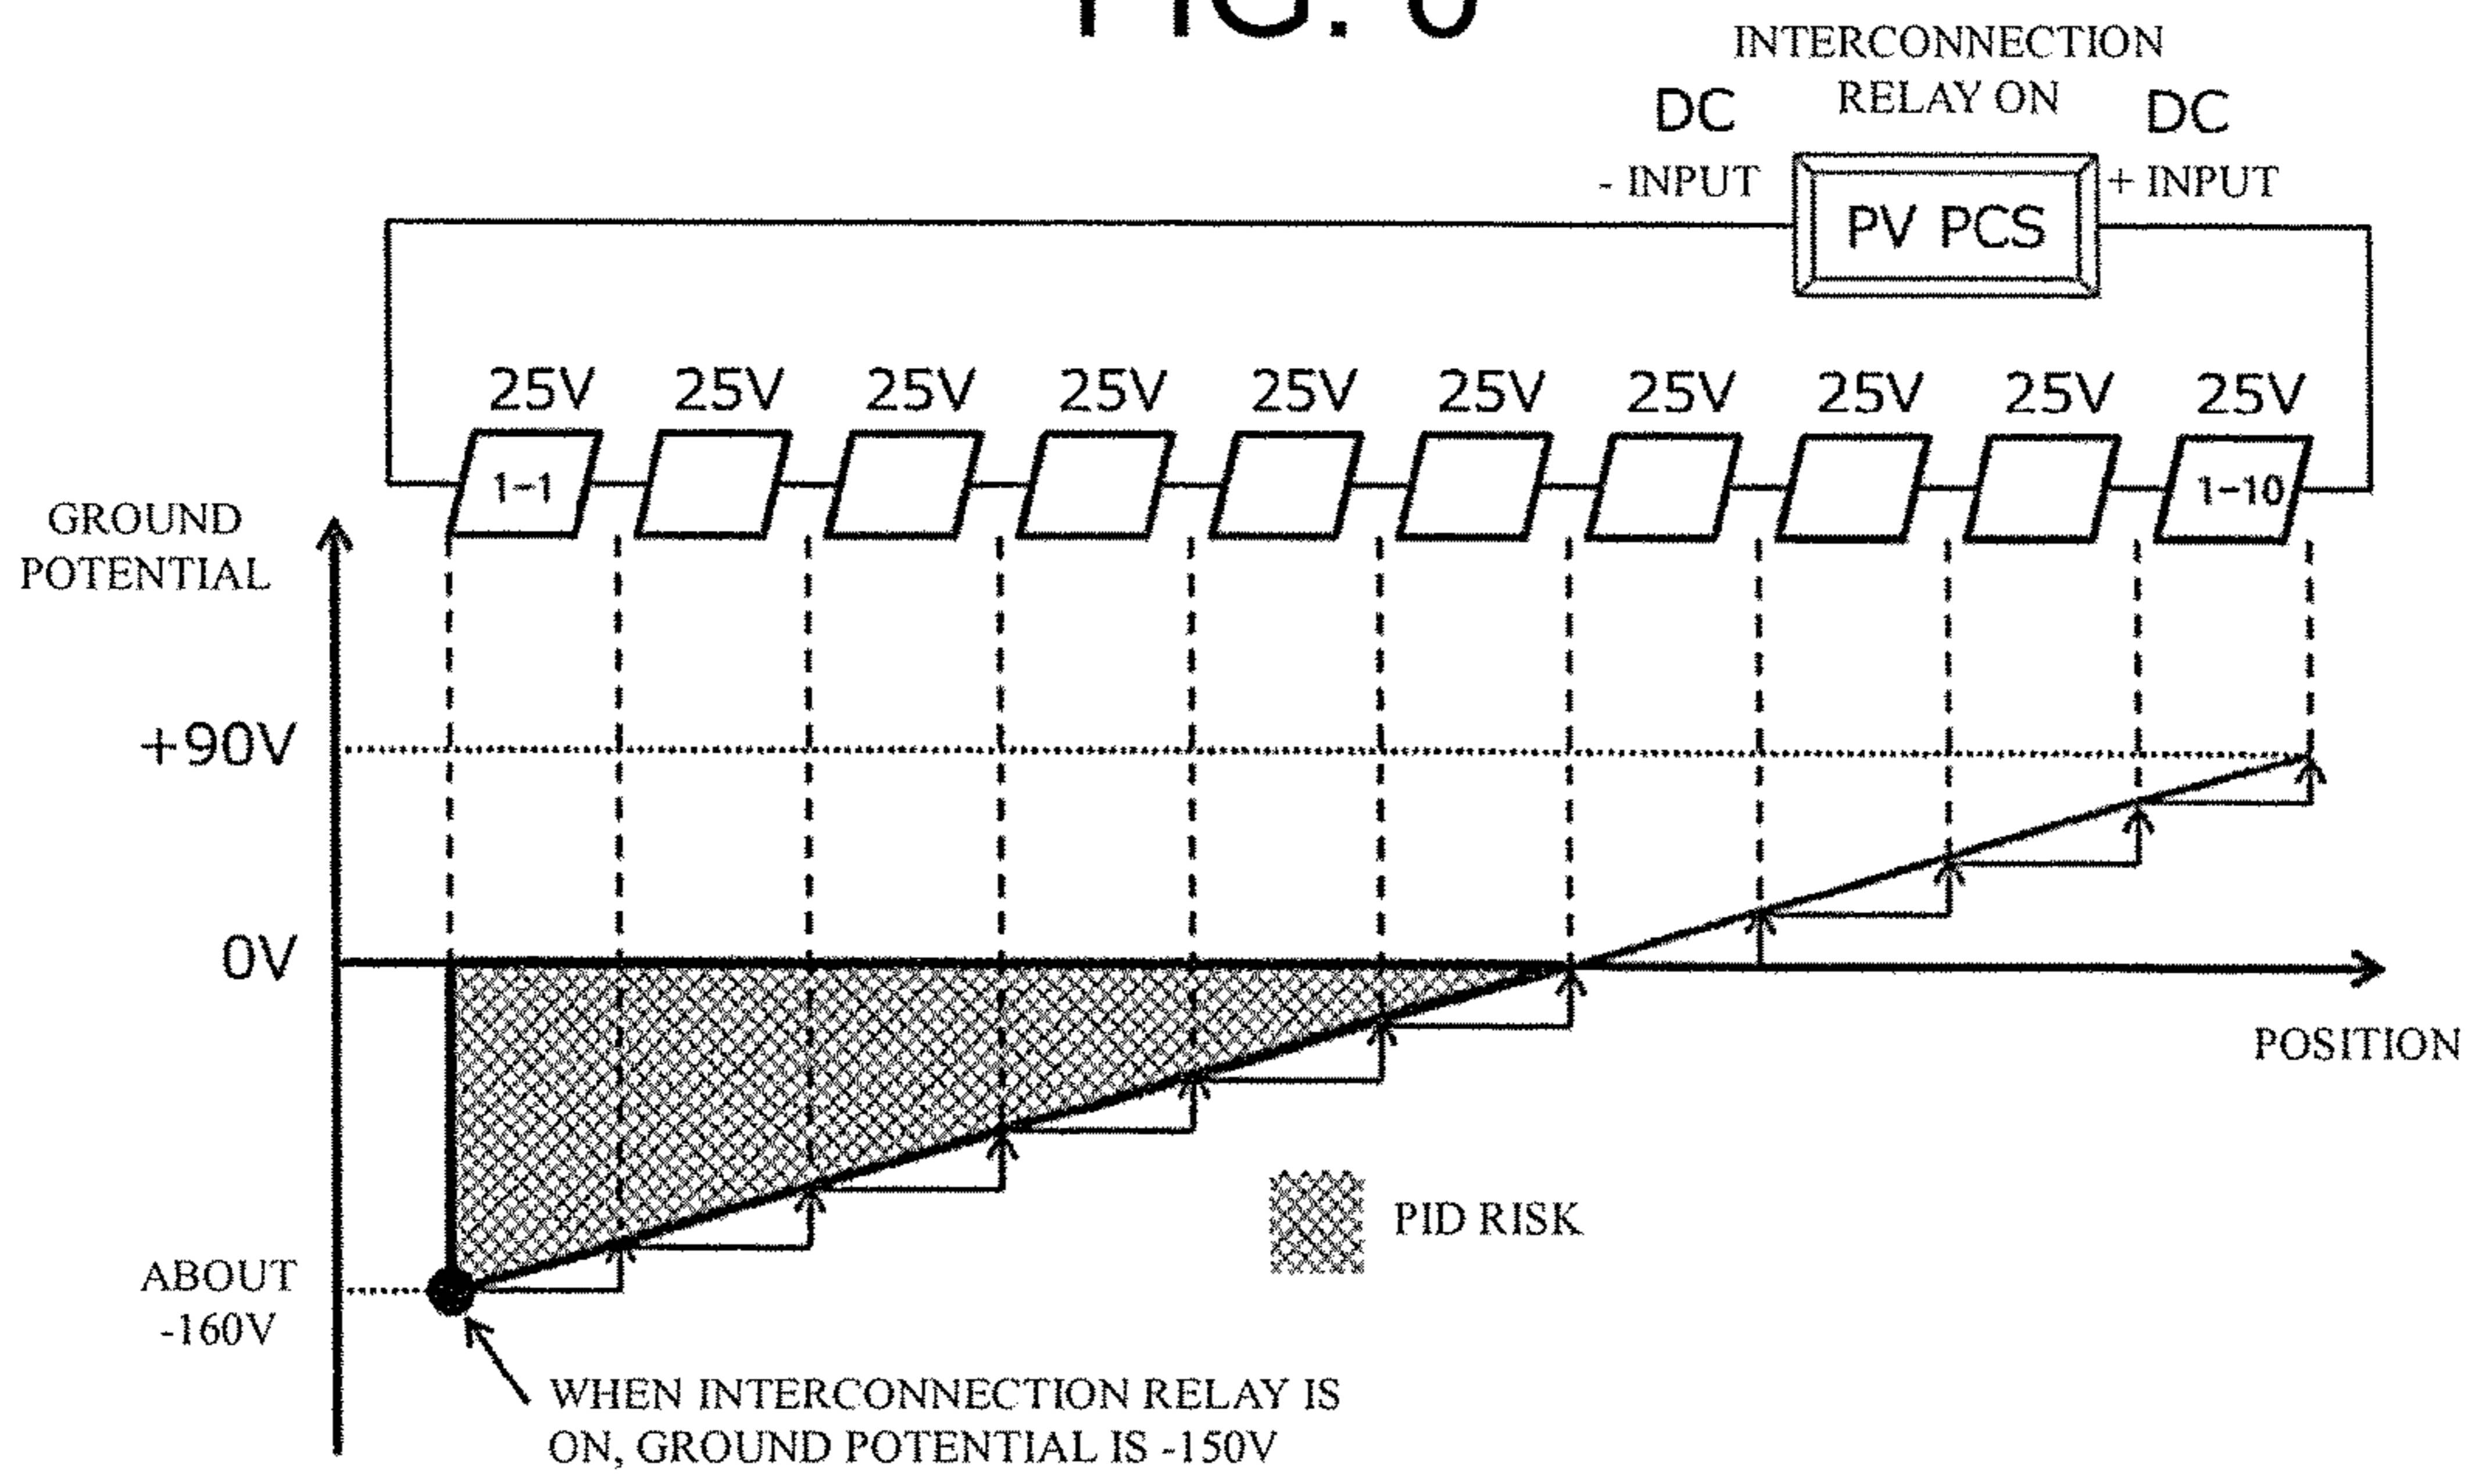 INTERCONNECTION
RELAY ON
DC
- INPUT
DC
+ INPUT
PV PCS
25V 25V 25V 25V 25V 25V 25V 25V 25V 25V
1-1
1-10
GROUND
POTENTIAL
+90V
0V
POSITION
PID RISK
ABOUT
-160V
WHEN INTERCONNECTION RELAY IS
ON, GROUND POTENTIAL IS -150V